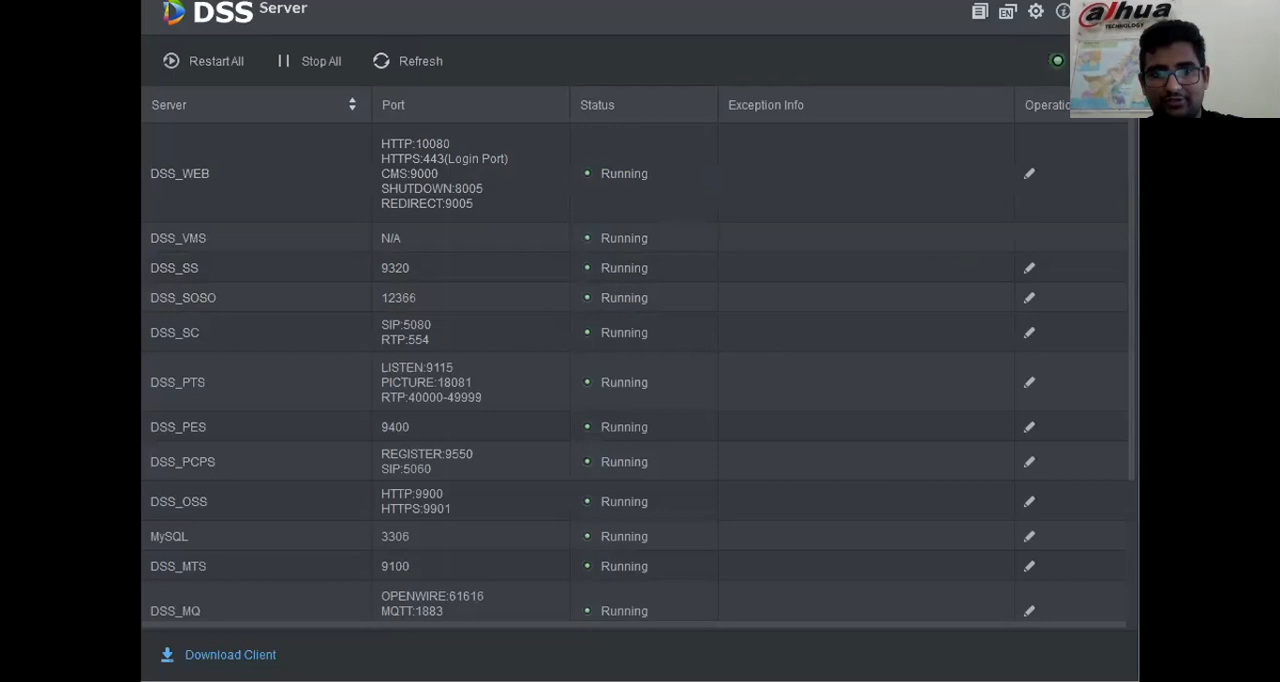 DSS Server
EN
alhua
TECHNOLOGY
Restart All
Stop All
Refresh
Server Port Status Exception Info Operatio
DSS_WEB
HTTP:10080
HTTPS:443(Login Port)
CMS:9000
SHUTDOWN:8005
REDIRECT:9005
Running
DSS_VMS N/A Running
DSS_SS 9320 Running
DSS_SOSO 12366 Running
DSS_SC
SIP:5080
RTP:554
Running
DSS_PTS
LISTEN:9115
PICTURE:18081
RTP:40000-49999
Running
DSS_PES 9400 Running
DSS_PCPS
REGISTER:9550
SIP:5060
Running
DSS_OSS
HTTP:9900
HTTPS:9901
Running
MySQL 3306 Running
DSS_MTS 9100 Running
DSS_MQ
OPENWIRE:61616
MQTT:1883
Running
Download Client